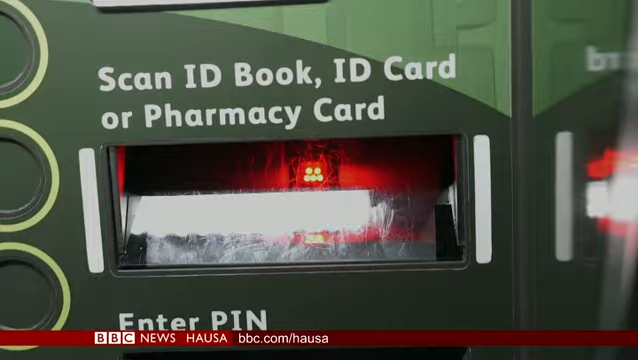 Scan ID Book, ID Card
or Pharmacy Card
Enter PIN
BBC NEWS HAUSA bbc.com/hausa